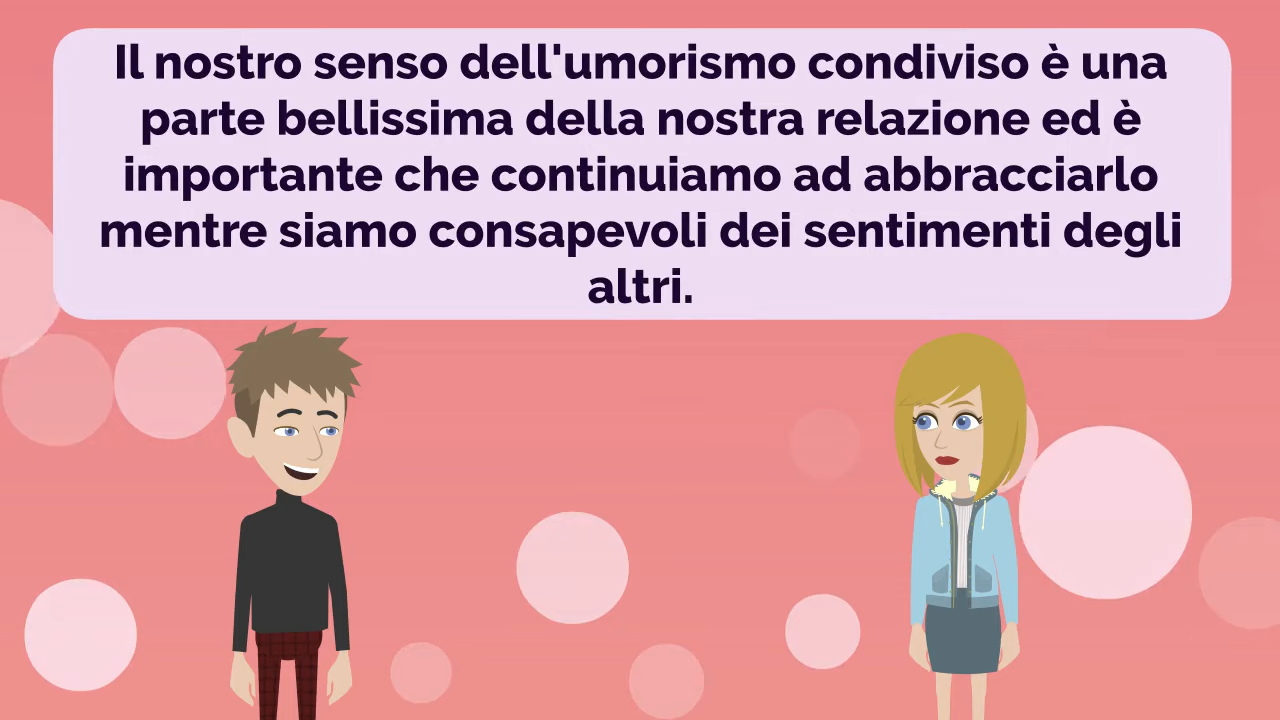 Il nostro senso dell'umorismo condiviso è una
parte bellissima della nostra relazione ed è
importante che continuiamo ad abbracciarlo
mentre siamo consapevoli dei sentimenti degli
altri.